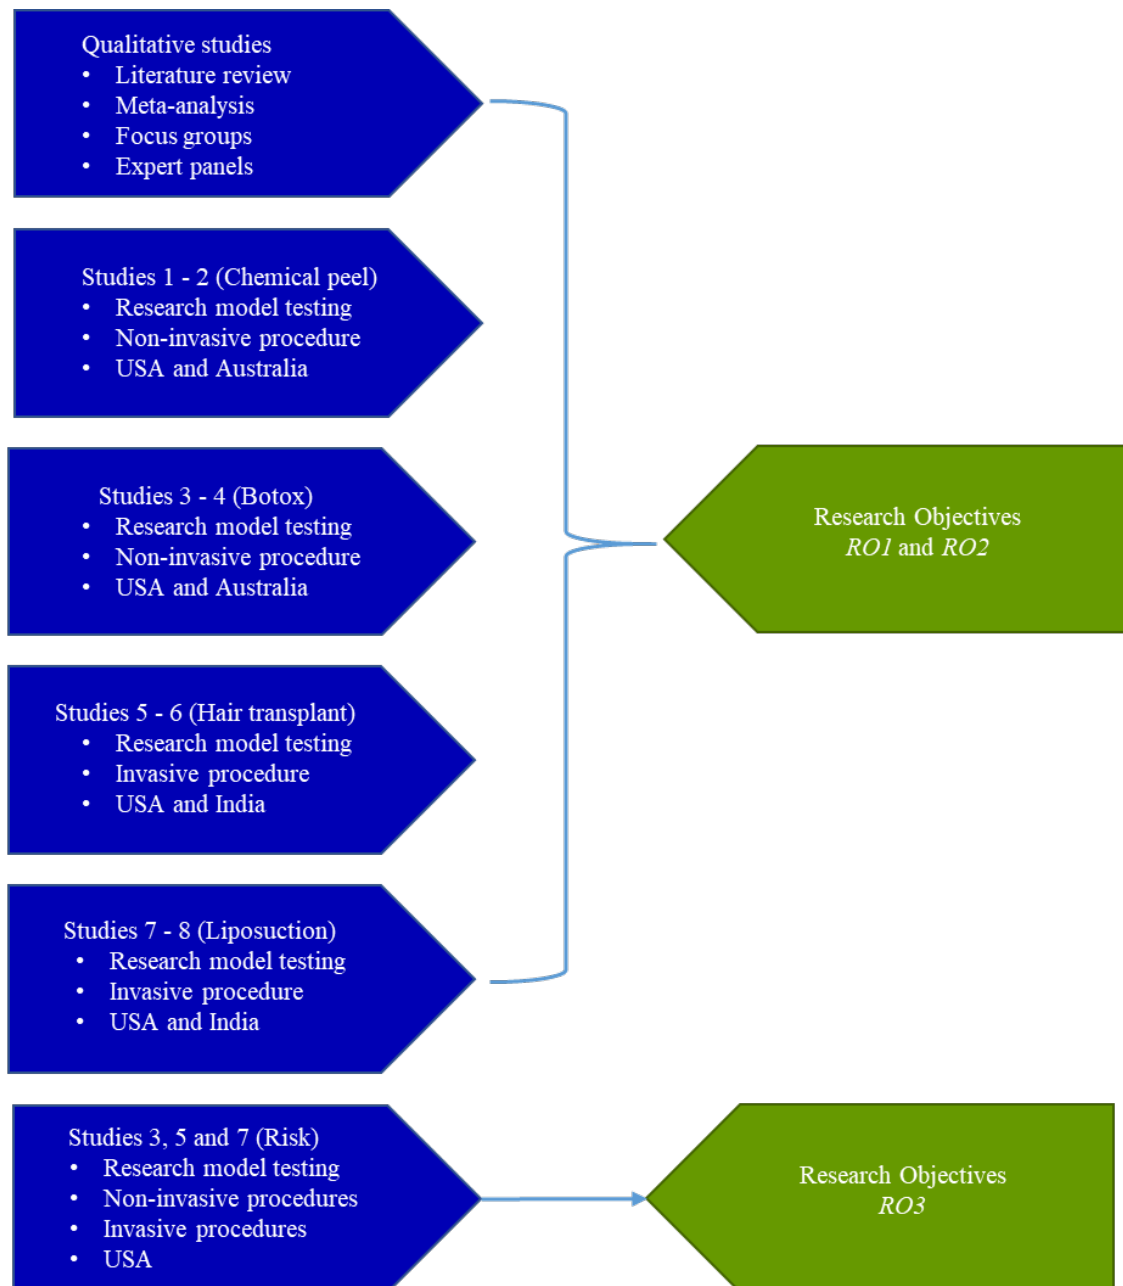 Qualitative studies
• Literature review
• Meta-analysis
• Focus groups
• Expert panels
Studies 1 - 2 (Chemical peel)
• Research model testing
• Non-invasive procedure
• USA and Australia
Studies 3 - 4 (Botox)
• Research model testing
• Non-invasive procedure
• USA and Australia
Research Objectives
RO1 and RO2
Studies 5 - 6 (Hair transplant)
• Research model testing
• Invasive procedure
• USA and India
Studies 7 - 8 (Liposuction)
• Research model testing
• Invasive procedure
• USA and India
Studies 3, 5 and 7 (Risk)
• Research model testing
• Non-invasive procedures
• Invasive procedures
• USA
Research Objectives
RO3